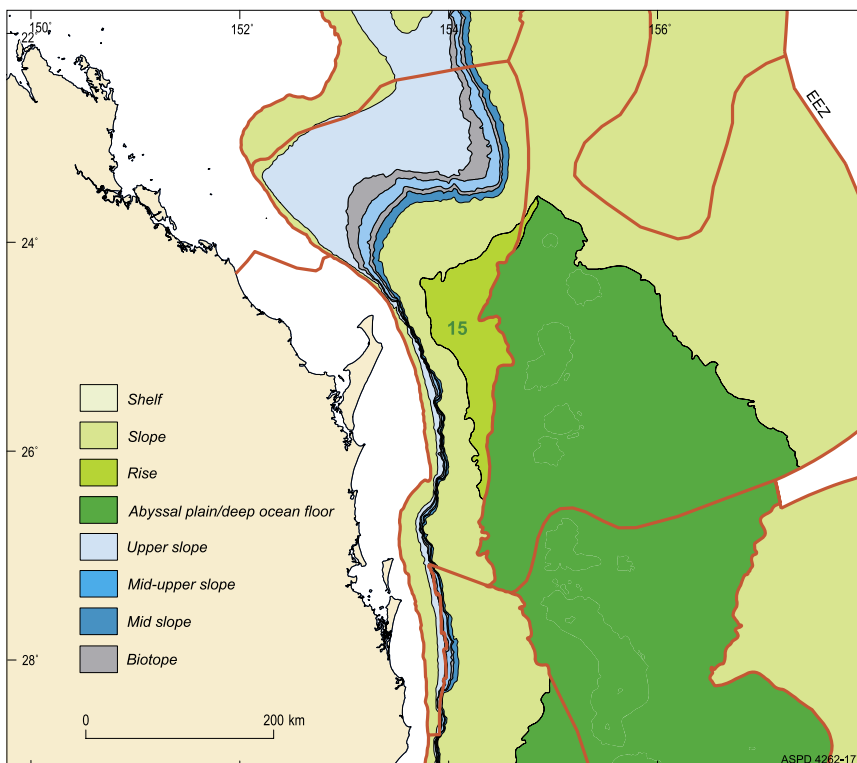 150˚
152˚
154˚
156˚
22˚
EEZ
24˚
15
Shelf
Slope
Rise
26˚
Abyssal plain/deep ocean floor
Upper slope
Mid-upper slope
Mid slope
Biotope
28˚
0
200 km
ASPD 4262-17